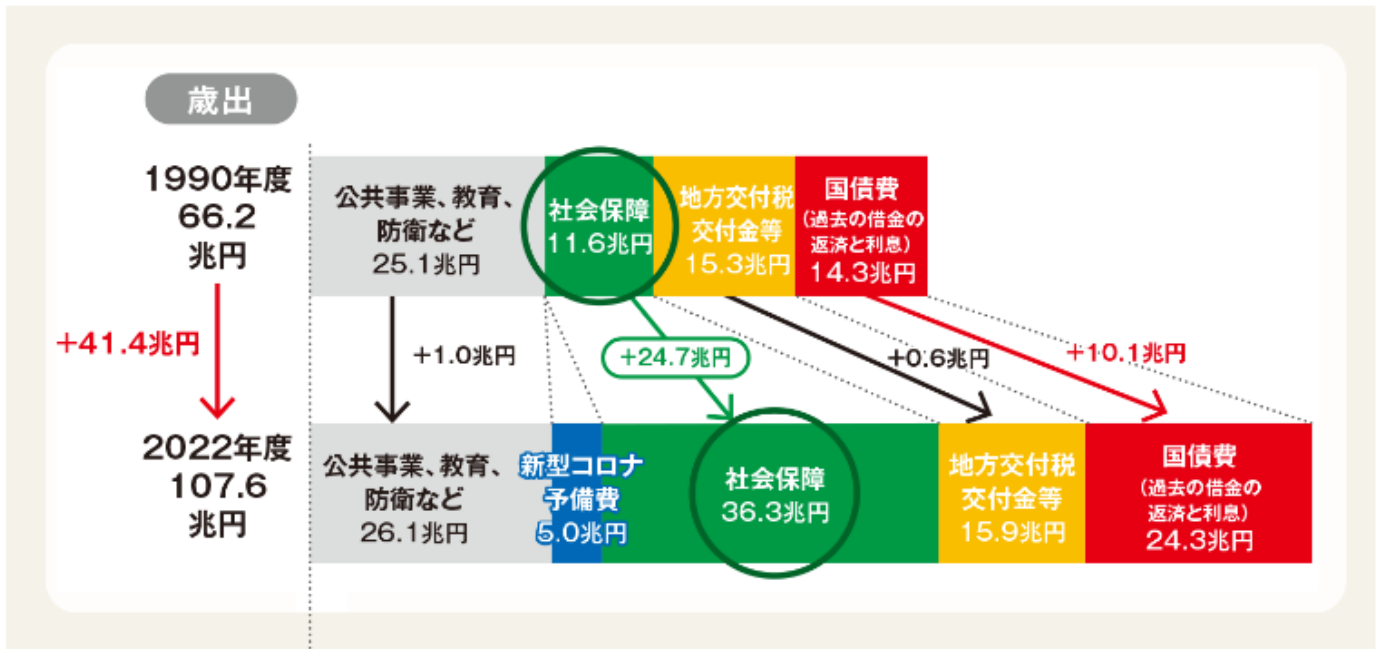 歳出
1990年度
66.2
兆円
公共事業、教育、
防衛など
25.1兆円
社会保障
11.6兆円
地方交付税
交付金等
15.3兆円
国債費
(過去の借金の
返済と利息)
14.3兆円
+41.4兆円
+1.0兆円
+24.7兆円
+0.6兆円
+10.1兆円
2022年度
107.6
兆円
公共事業、教育、
防衛など
26.1兆円
新型コロナ
予備費
5.0兆円
社会保障
36.3兆円
地方交付税
交付金等
15.9兆円
国債費
(過去の借金の
返済と利息)
24.3兆円